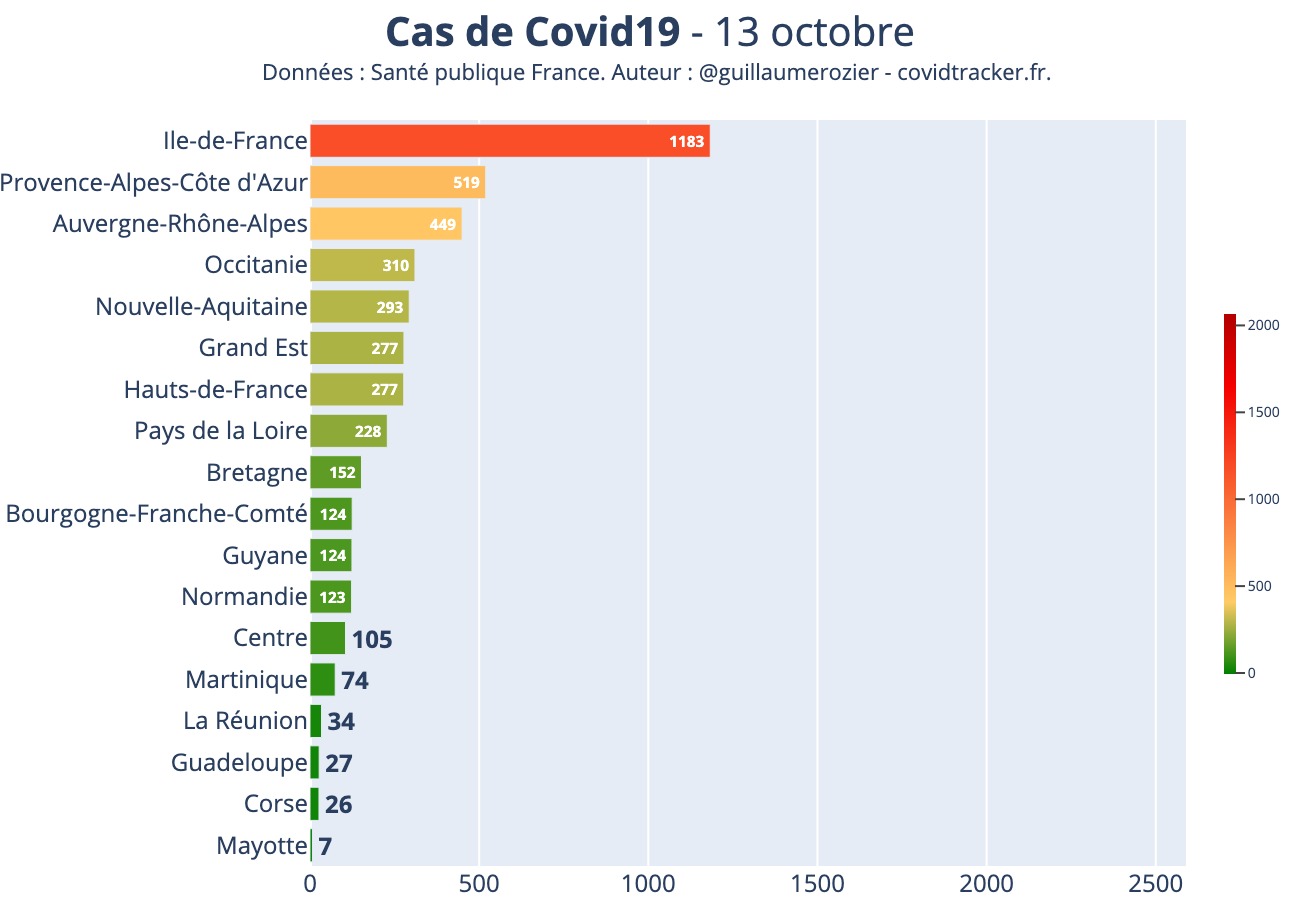 Cas de Covid19 - 13 octobre
Données : Santé publique France. Auteur : @guillaumerozier - covidtracker.fr.
Ile-de-France 1183
Provence-Alpes-Côte d'Azur 519
Auvergne-Rhône-Alpes 449
Occitanie 310
Nouvelle-Aquitaine 293
Grand Est 277
Hauts-de-France 277
Pays de la Loire 228
Bretagne 152
Bourgogne-Franche-Comté 124
Guyane 124
Normandie 123
Centre 105
Martinique 74
La Réunion 34
Guadeloupe 27
Corse 26
Mayotte 7
0 500 1000 1500 2000 2500
2000
1500
1000
500
0